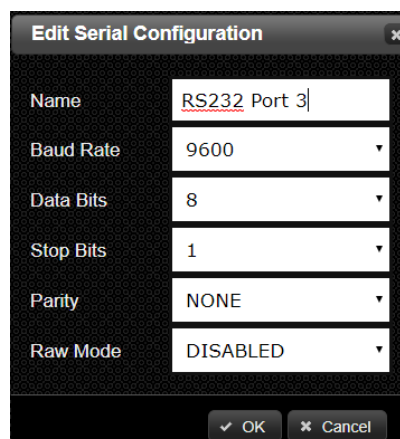 Edit Serial Configuration
Name RS232 Port 3
Baud Rate 9600
Data Bits 8
Stop Bits 1
Parity NONE
Raw Mode DISABLED
OK Cancel